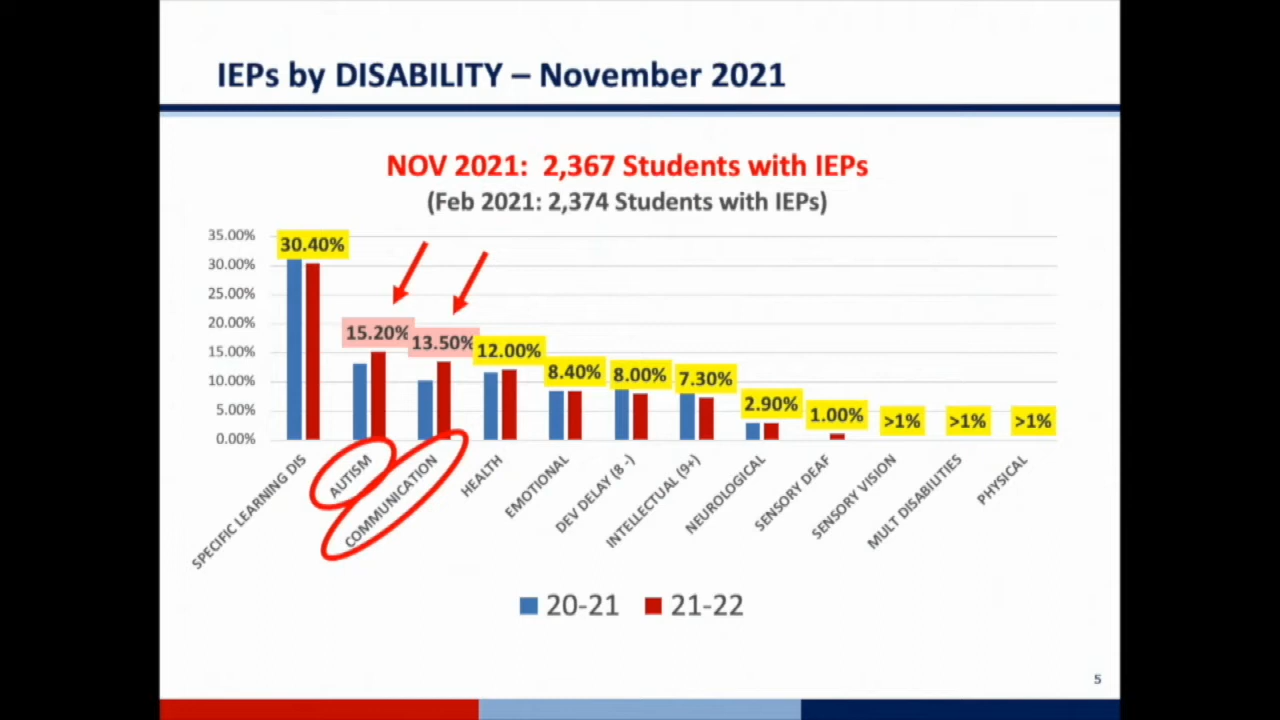 IEPs by DISABILITY – November 2021
NOV 2021: 2,367 Students with IEPs
(Feb 2021: 2,374 Students with IEPs)
35.00%
30.00%
25.00%
20.00%
15.00%
10.00%
5.00%
0.00%
30.40%
15.20%
13.50%
12.00%
8.40%
8.00%
7.30%
2.90%
1.00%
>1%
>1%
>1%
SPECIFIC LEARNING DIS
AUTISM
COMMUNICATION
HEALTH
EMOTIONAL
DEV DELAY (8 -)
INTELLECTUAL (9+)
NEUROLOGICAL
SENSORY DEAF
SENSORY VISION
MULT DISABILITIES
PHYSICAL
20-21 21-22
5